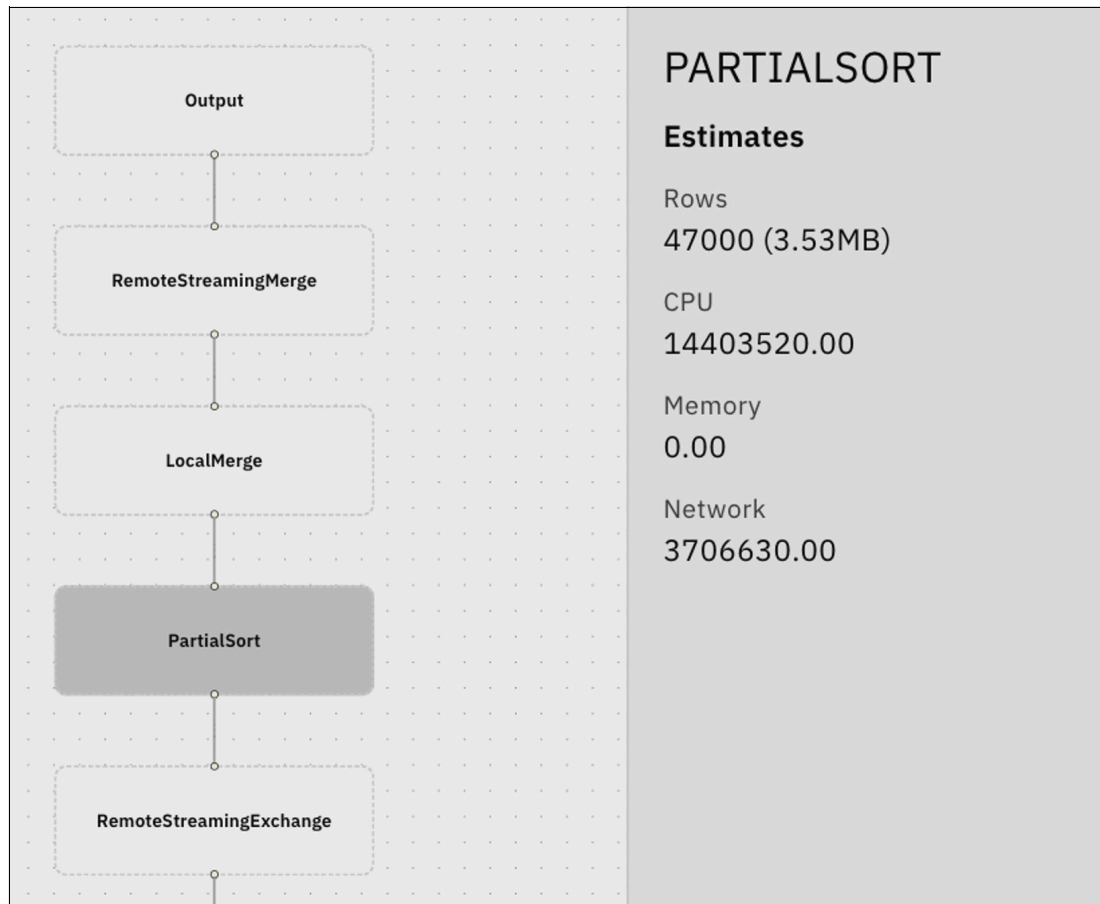 Output
RemoteStreamingMerge
LocalMerge
PartialSort
RemoteStreamingExchange
PARTIALSORT
Estimates
Rows
47000 (3.53MB)
CPU
14403520.00
Memory
0.00
Network
3706630.00